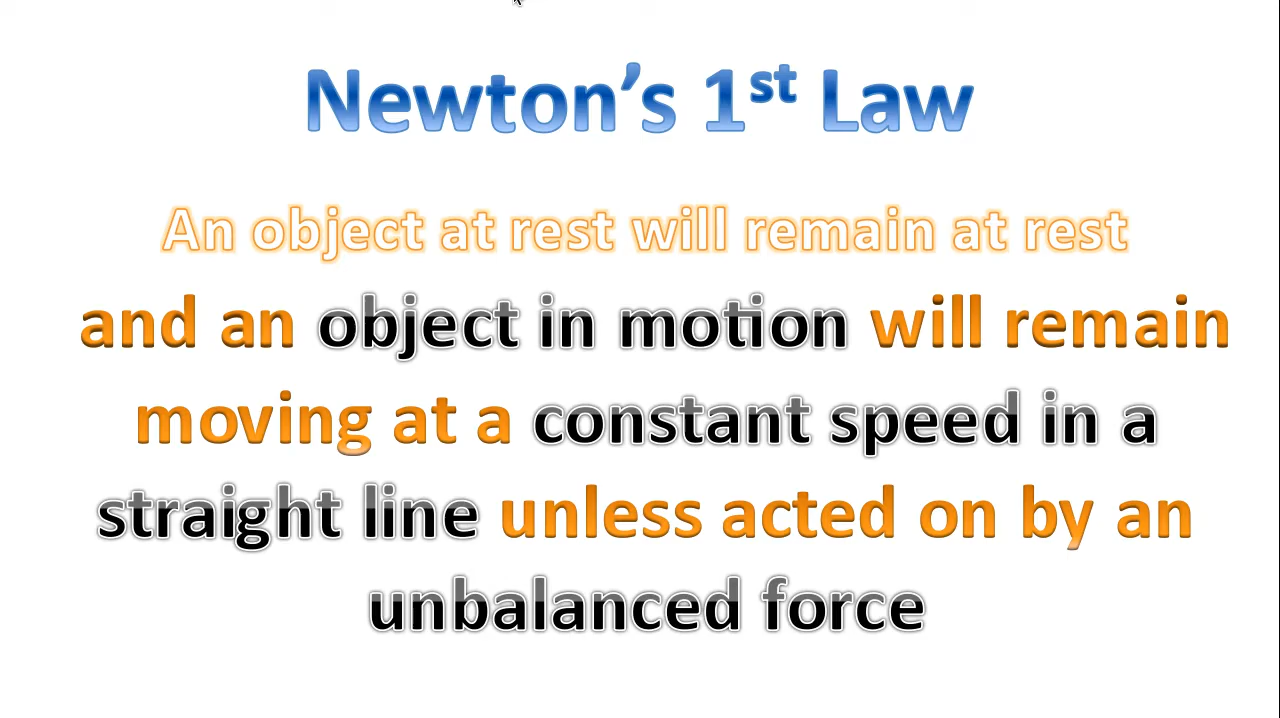 Newton’s 1st Law
An object at rest will remain at rest
and an object in motion will remain
moving at a constant speed in a
straight line unless acted on by an
unbalanced force